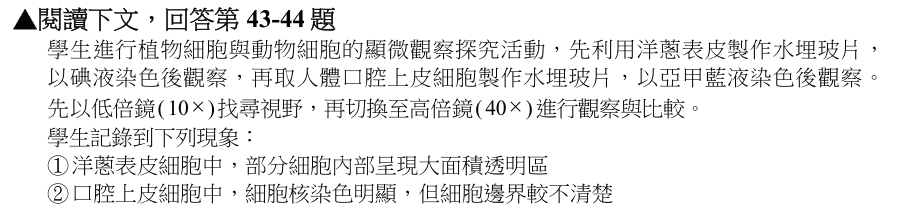 ▲閱讀下文，回答第 43-44 題
學生進行植物細胞與動物細胞的顯微觀察探究活動，先利用洋蔥表皮製作水埋玻片，
以碘液染色後觀察，再取人體口腔上皮細胞製作水埋玻片，以亞甲藍液染色後觀察。
先以低倍鏡(10×)找尋視野，再切換至高倍鏡(40×)進行觀察與比較。
學生記錄到下列現象：
①洋蔥表皮細胞中，部分細胞內部呈現大面積透明區
②口腔上皮細胞中，細胞核染色明顯，但細胞邊界較不清楚